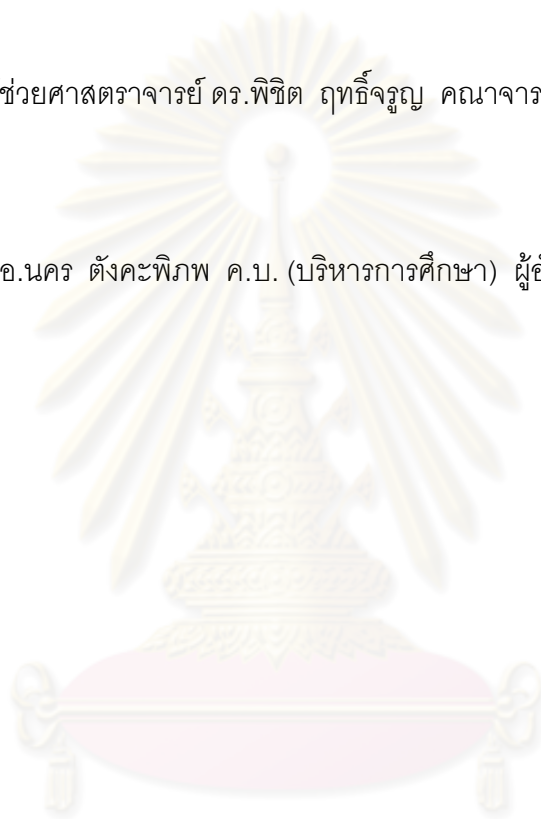 ช่วยศาสตราจารย์ ดร.พิชิต ฤทธิ์จรูญ คณาจาร
อ.นคร ตังคะพิภพ ค.บ. (บริหารการศึกษา)